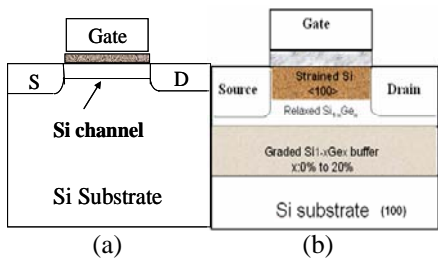 Gate
S
D
Si channel
Si Substrate
(a)
Gate
Strained Si
<100>
Source
Drain
Relaxed Si₁₋ₓGeₓ
Graded Si1-xGex buffer
x:0% to 20%
Si substrate (100)
(b)